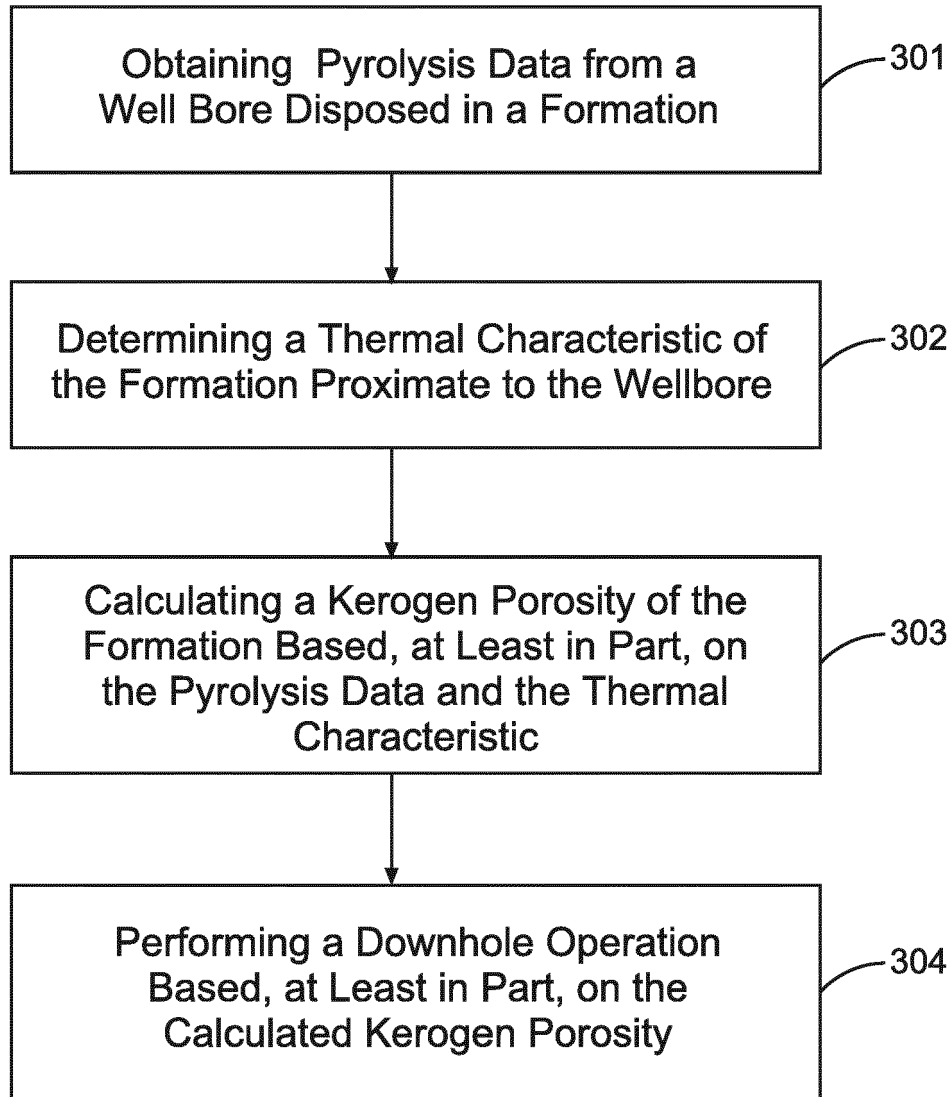 Obtaining Pyrolysis Data from a
Well Bore Disposed in a Formation
301
Determining a Thermal Characteristic of
the Formation Proximate to the Wellbore
302
Calculating a Kerogen Porosity of the
Formation Based, at Least in Part, on
the Pyrolysis Data and the Thermal
Characteristic
303
Performing a Downhole Operation
Based, at Least in Part, on the
Calculated Kerogen Porosity
304